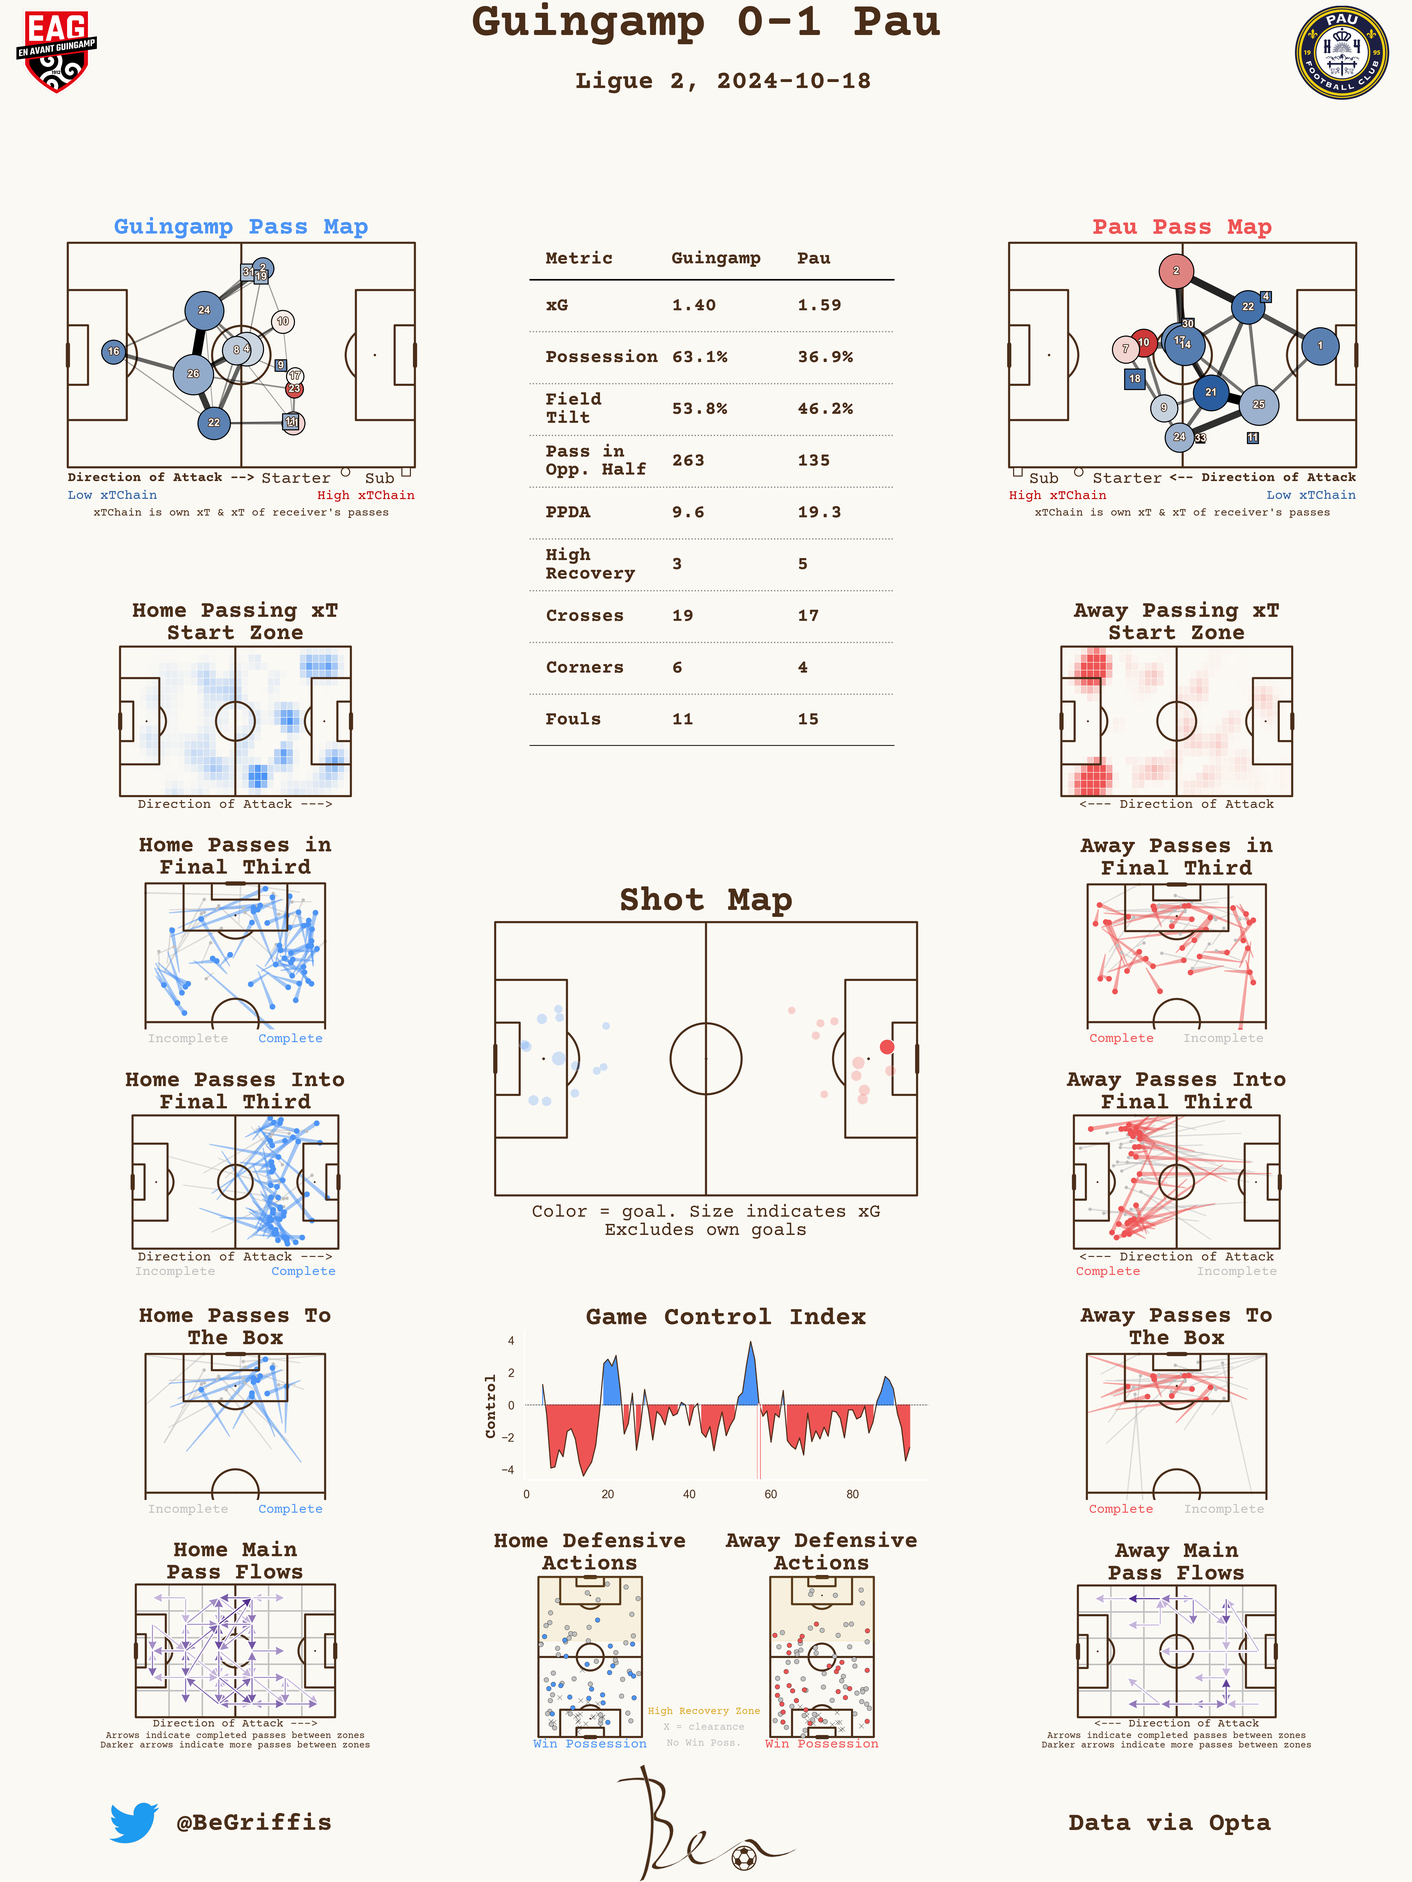 Guingamp 0-1 Pau
Ligue 2, 2024-10-18
EAG
EN AVANT GUINGAMP
1912
PAU
FOOTBALL CLUB
19 95
Guingamp Pass Map
31 2 19
24
10
16
8 4
9
26
17
23
22
11
Direction of Attack --> Starter Sub
Low xTChain High xTChain
xTChain is own xT & xT of receiver's passes
Metric Guingamp Pau
xG 1.40 1.59
Possession 63.1% 36.9%
Field
Tilt 53.8% 46.2%
Pass in
Opp. Half 263 135
PPDA 9.6 19.3
High
Recovery 3 5
Crosses 19 17
Corners 6 4
Fouls 11 15
Pau Pass Map
2
4
22
30
7 10 17 14 1
18
21
9 25
24 33 11
Sub Starter <-- Direction of Attack
High xTChain Low xTChain
xTChain is own xT & xT of receiver's passes
Home Passing xT
Start Zone
Direction of Attack --->
Away Passing xT
Start Zone
<--- Direction of Attack
Home Passes in
Final Third
Incomplete Complete
Away Passes in
Final Third
Complete Incomplete
Shot Map
Color = goal. Size indicates xG
Excludes own goals
Home Passes Into
Final Third
Direction of Attack --->
Incomplete Complete
Away Passes Into
Final Third
<--- Direction of Attack
Complete Incomplete
Home Passes To
The Box
Incomplete Complete
Game Control Index
Control
4
2
0
−2
−4
0 20 40 60 80
Away Passes To
The Box
Complete Incomplete
Home Main
Pass Flows
Direction of Attack --->
Arrows indicate completed passes between zones
Darker arrows indicate more passes between zones
Home Defensive
Actions
Win Possession
Away Defensive
Actions
Win Possession
High Recovery Zone
X = clearance
No Win Poss.
Away Main
Pass Flows
<--- Direction of Attack
Arrows indicate completed passes between zones
Darker arrows indicate more passes between zones
@BeGriffis
Ben
Data via Opta